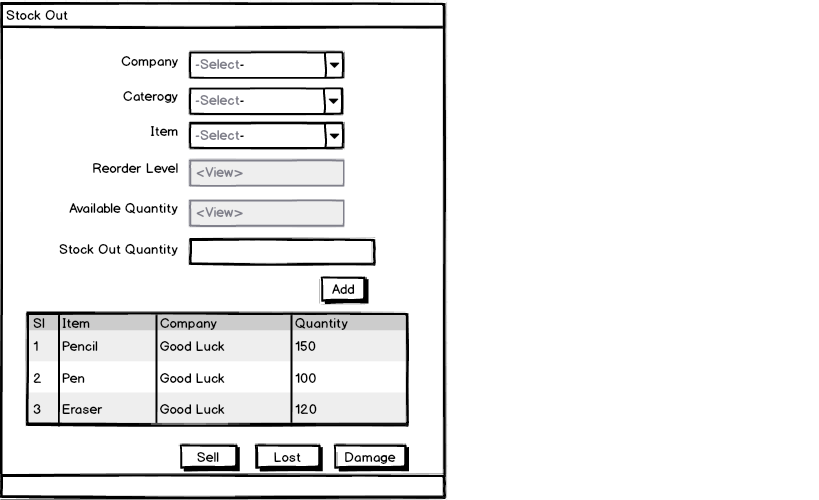 Stock Out
Company -Select-
Caterogy -Select-
Item -Select-
Reorder Level <View>
Available Quantity <View>
Stock Out Quantity
Add
Sl Item Company Quantity
1 Pencil Good Luck 150
2 Pen Good Luck 100
3 Eraser Good Luck 120
Sell Lost Damage